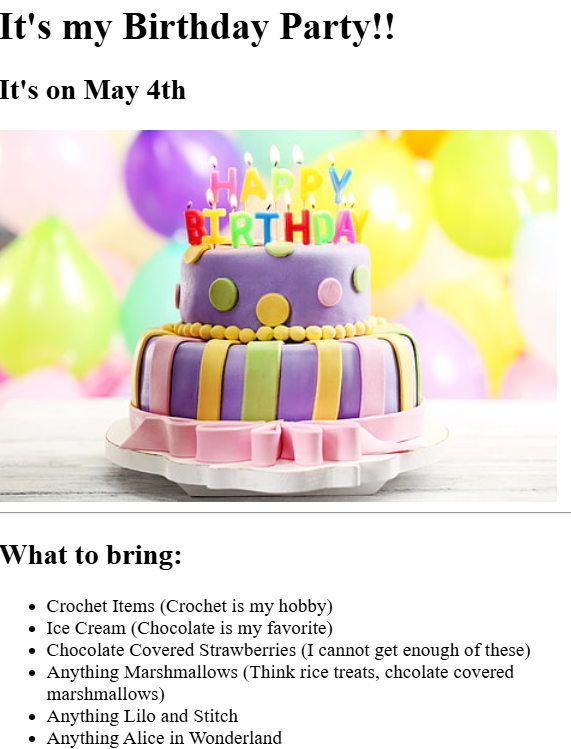 It's my Birthday Party!!
It's on May 4th
HAPPY
BIRTHDAY
What to bring:
Crochet Items (Crochet is my hobby)
Ice Cream (Chocolate is my favorite)
Chocolate Covered Strawberries (I cannot get enough of these)
Anything Marshmallows (Think rice treats, chcolate covered
marshmallows)
Anything Lilo and Stitch
Anything Alice in Wonderland